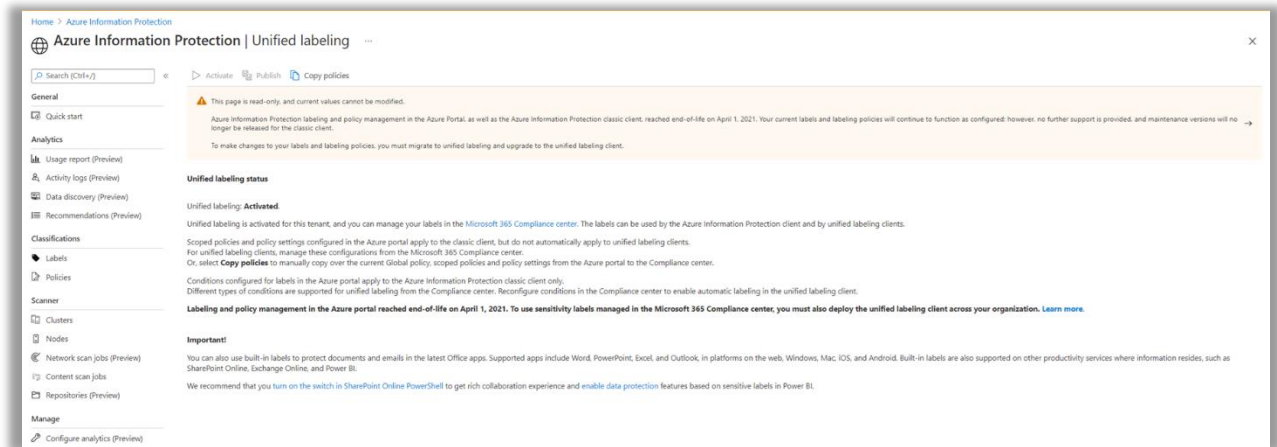 Home > Azure Information Protection
Azure Information Protection | Unified labeling ...
Search (Ctrl+/)
Activate Publish Copy policies
General
Quick start
Analytics
Usage report (Preview)
Activity logs (Preview)
Data discovery (Preview)
Recommendations (Preview)
Classifications
Labels
Policies
Scanner
Clusters
Nodes
Network scan jobs (Preview)
Content scan jobs
Repositories (Preview)
Manage
Configure analytics (Preview)
This page is read-only, and current values cannot be modified.
Azure Information Protection labeling and policy management in the Azure Portal, as well as the Azure Information Protection classic client, reached end-of-life on April 1, 2021. Your current labels and labeling policies will continue to function as configured; however, no further support is provided, and maintenance versions will no
longer be released for the classic client.
To make changes to your labels and labeling policies, you must migrate to unified labeling and upgrade to the unified labeling client.
Unified labeling status
Unified labeling: Activated.
Unified labeling is activated for this tenant, and you can manage your labels in the Microsoft 365 Compliance center. The labels can be used by the Azure Information Protection client and by unified labeling clients.
Scoped policies and policy settings configured in the Azure portal apply to the classic client, but do not automatically apply to unified labeling clients.
For unified labeling clients, manage these configurations from the Microsoft 365 Compliance center.
Or, select Copy policies to manually copy over the current Global policy, scoped policies and policy settings from the Azure portal to the Compliance center.
Conditions configured for labels in the Azure portal apply to the Azure Information Protection classic client only.
Different types of conditions are supported for unified labeling from the Compliance center. Reconfigure conditions in the Compliance center to enable automatic labeling in the unified labeling client.
Labeling and policy management in the Azure portal reached end-of-life on April 1, 2021. To use sensitivity labels managed in the Microsoft 365 Compliance center, you must also deploy the unified labeling client across your organization. Learn more.
Important!
You can also use built-in labels to protect documents and emails in the latest Office apps. Supported apps include Word, PowerPoint, Excel, and Outlook, in platforms on the web, Windows, Mac, iOS, and Android. Built-in labels are also supported on other productivity services where information resides, such as
SharePoint Online, Exchange Online, and Power BI.
We recommend that you turn on the switch in SharePoint Online PowerShell to get rich collaboration experience and enable data protection features based on sensitive labels in Power BI.